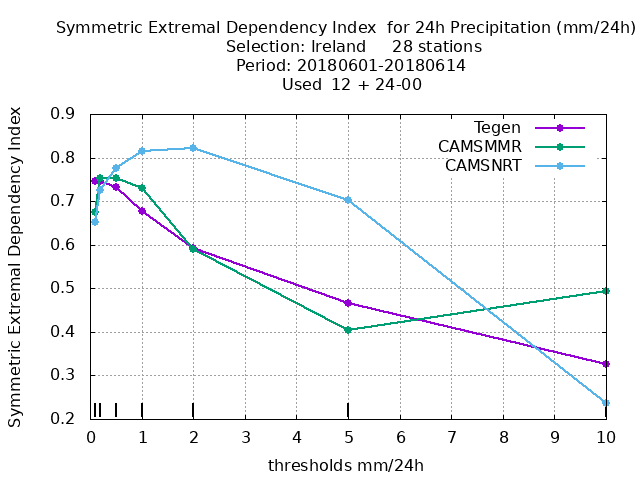 Symmetric Extremal Dependency Index  for 24h Precipitation (mm/24h)
Selection: Ireland     28 stations
Period: 20180601-20180614
Used  12 + 24-00
Symmetric Extremal Dependency Index
0.9
0.8
0.7
0.6
0.5
0.4
0.3
0.2
Tegen
CAMSMMR
CAMSNRT
0 1 2 3 4 5 6 7 8 9 10
thresholds mm/24h